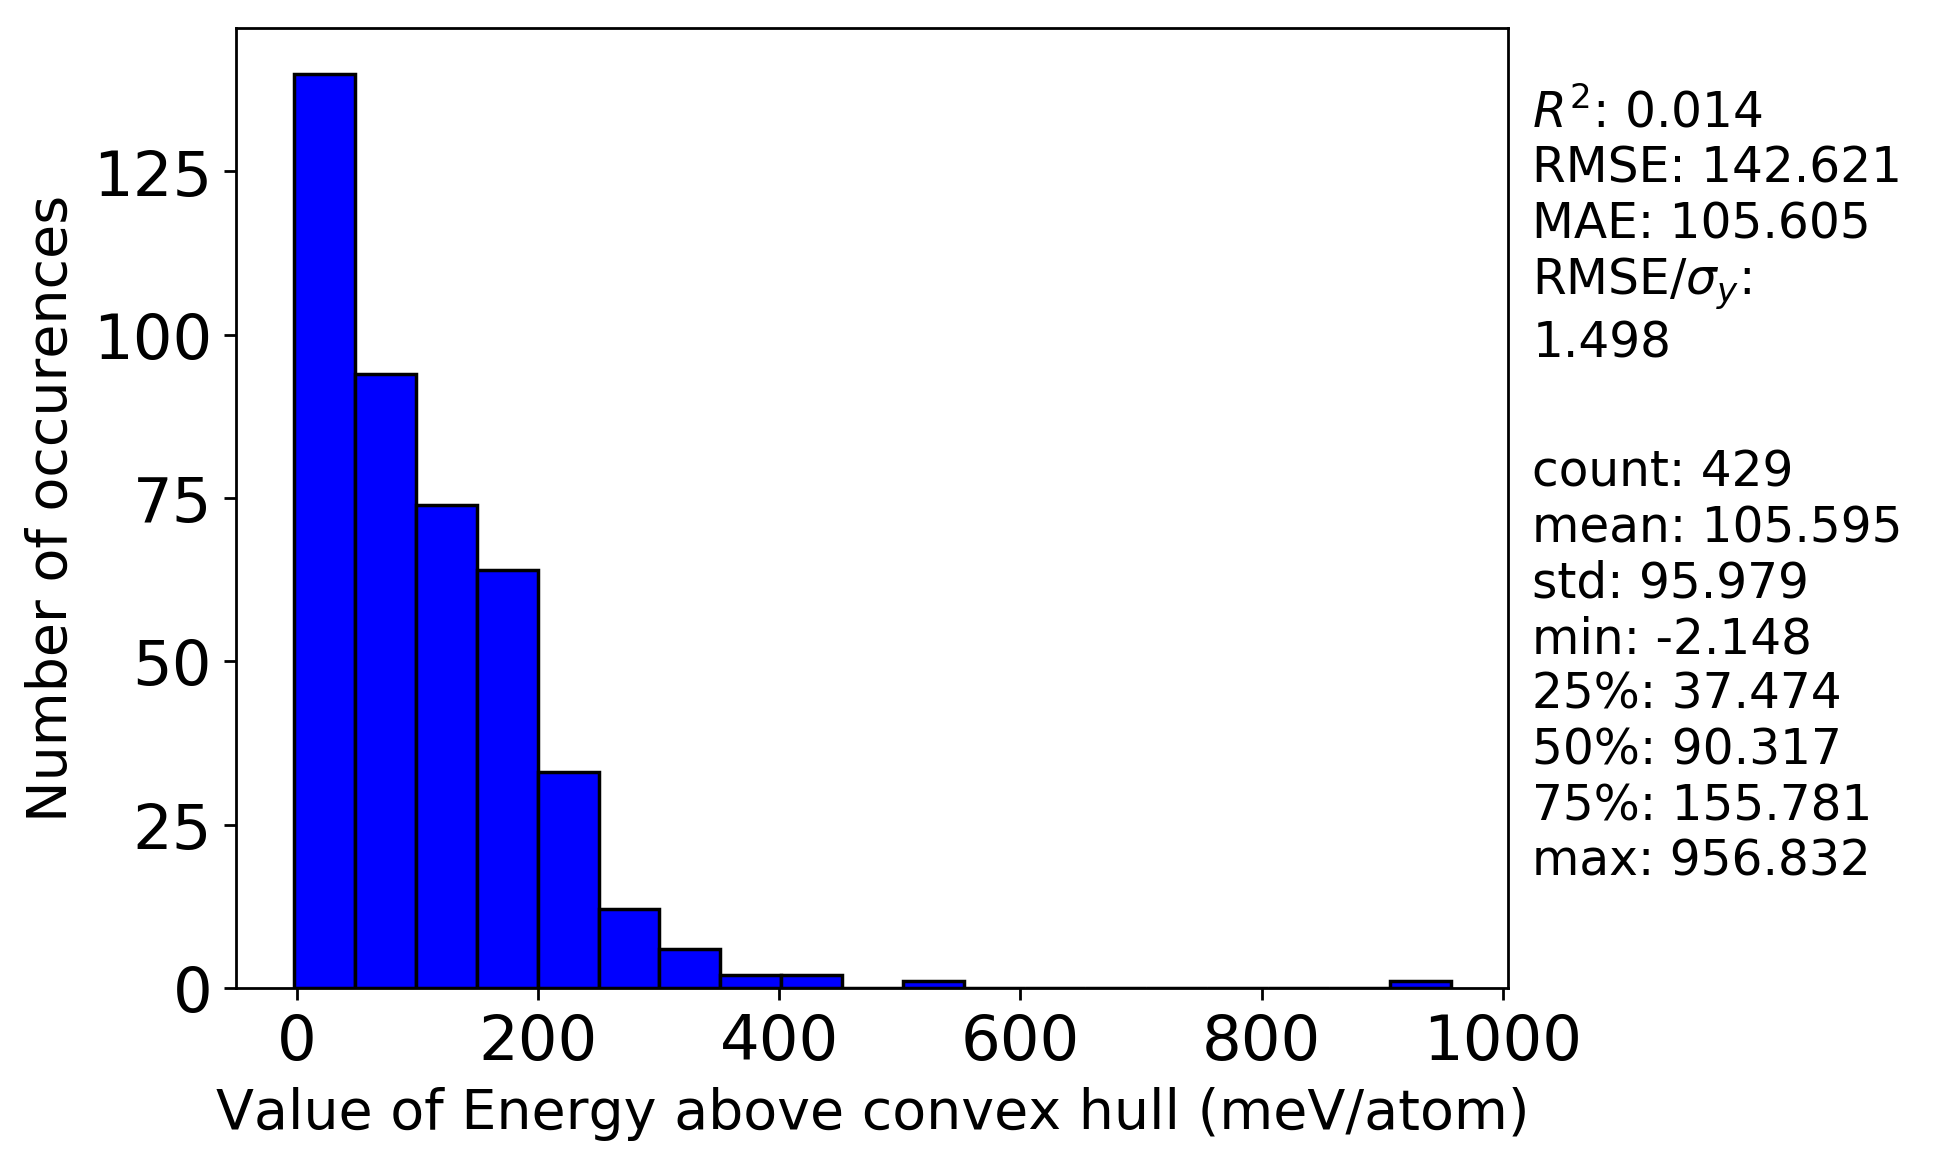 Number of occurences
125
100
75
50
25
0
0 200 400 600 800 1000
Value of Energy above convex hull (meV/atom)
R²: 0.014
RMSE: 142.621
MAE: 105.605
RMSE/σy:
1.498
count: 429
mean: 105.595
std: 95.979
min: -2.148
25%: 37.474
50%: 90.317
75%: 155.781
max: 956.832